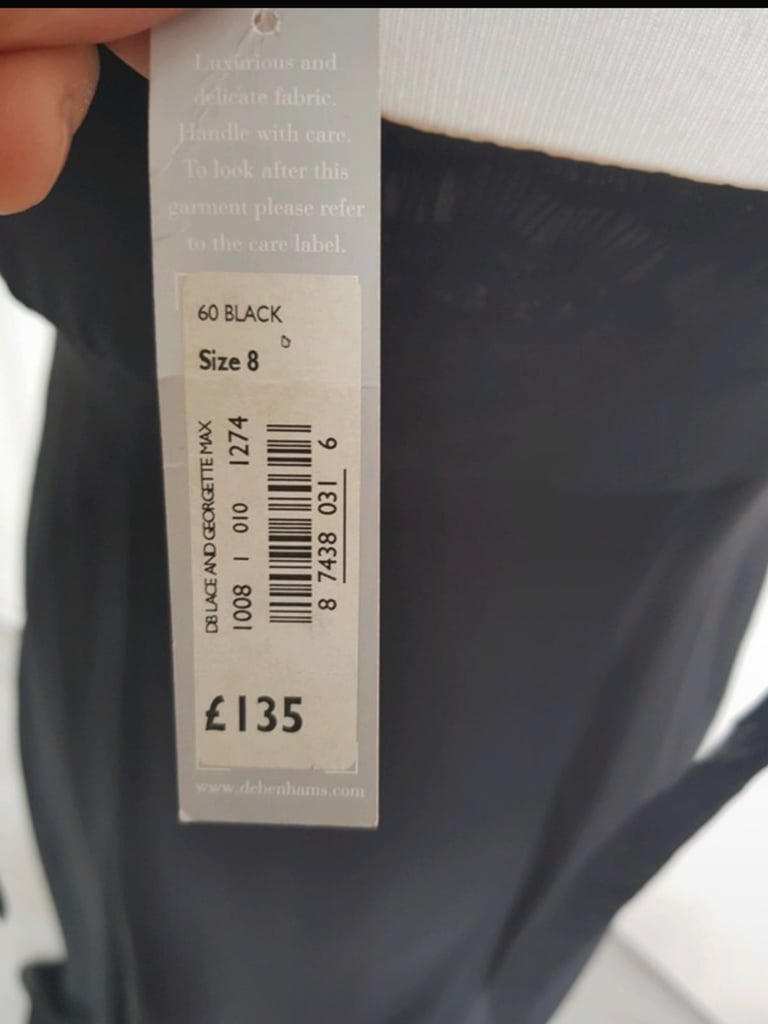 Luxurious and
delicate fabric.
Handle with care.
To look after this
garment please refer
to the care label.
60 BLACK
Size 8
DB LACE AND GEORGETTE MAX
1008 1 010 1274
8 7438 031 6
£135
www.debenhams.com